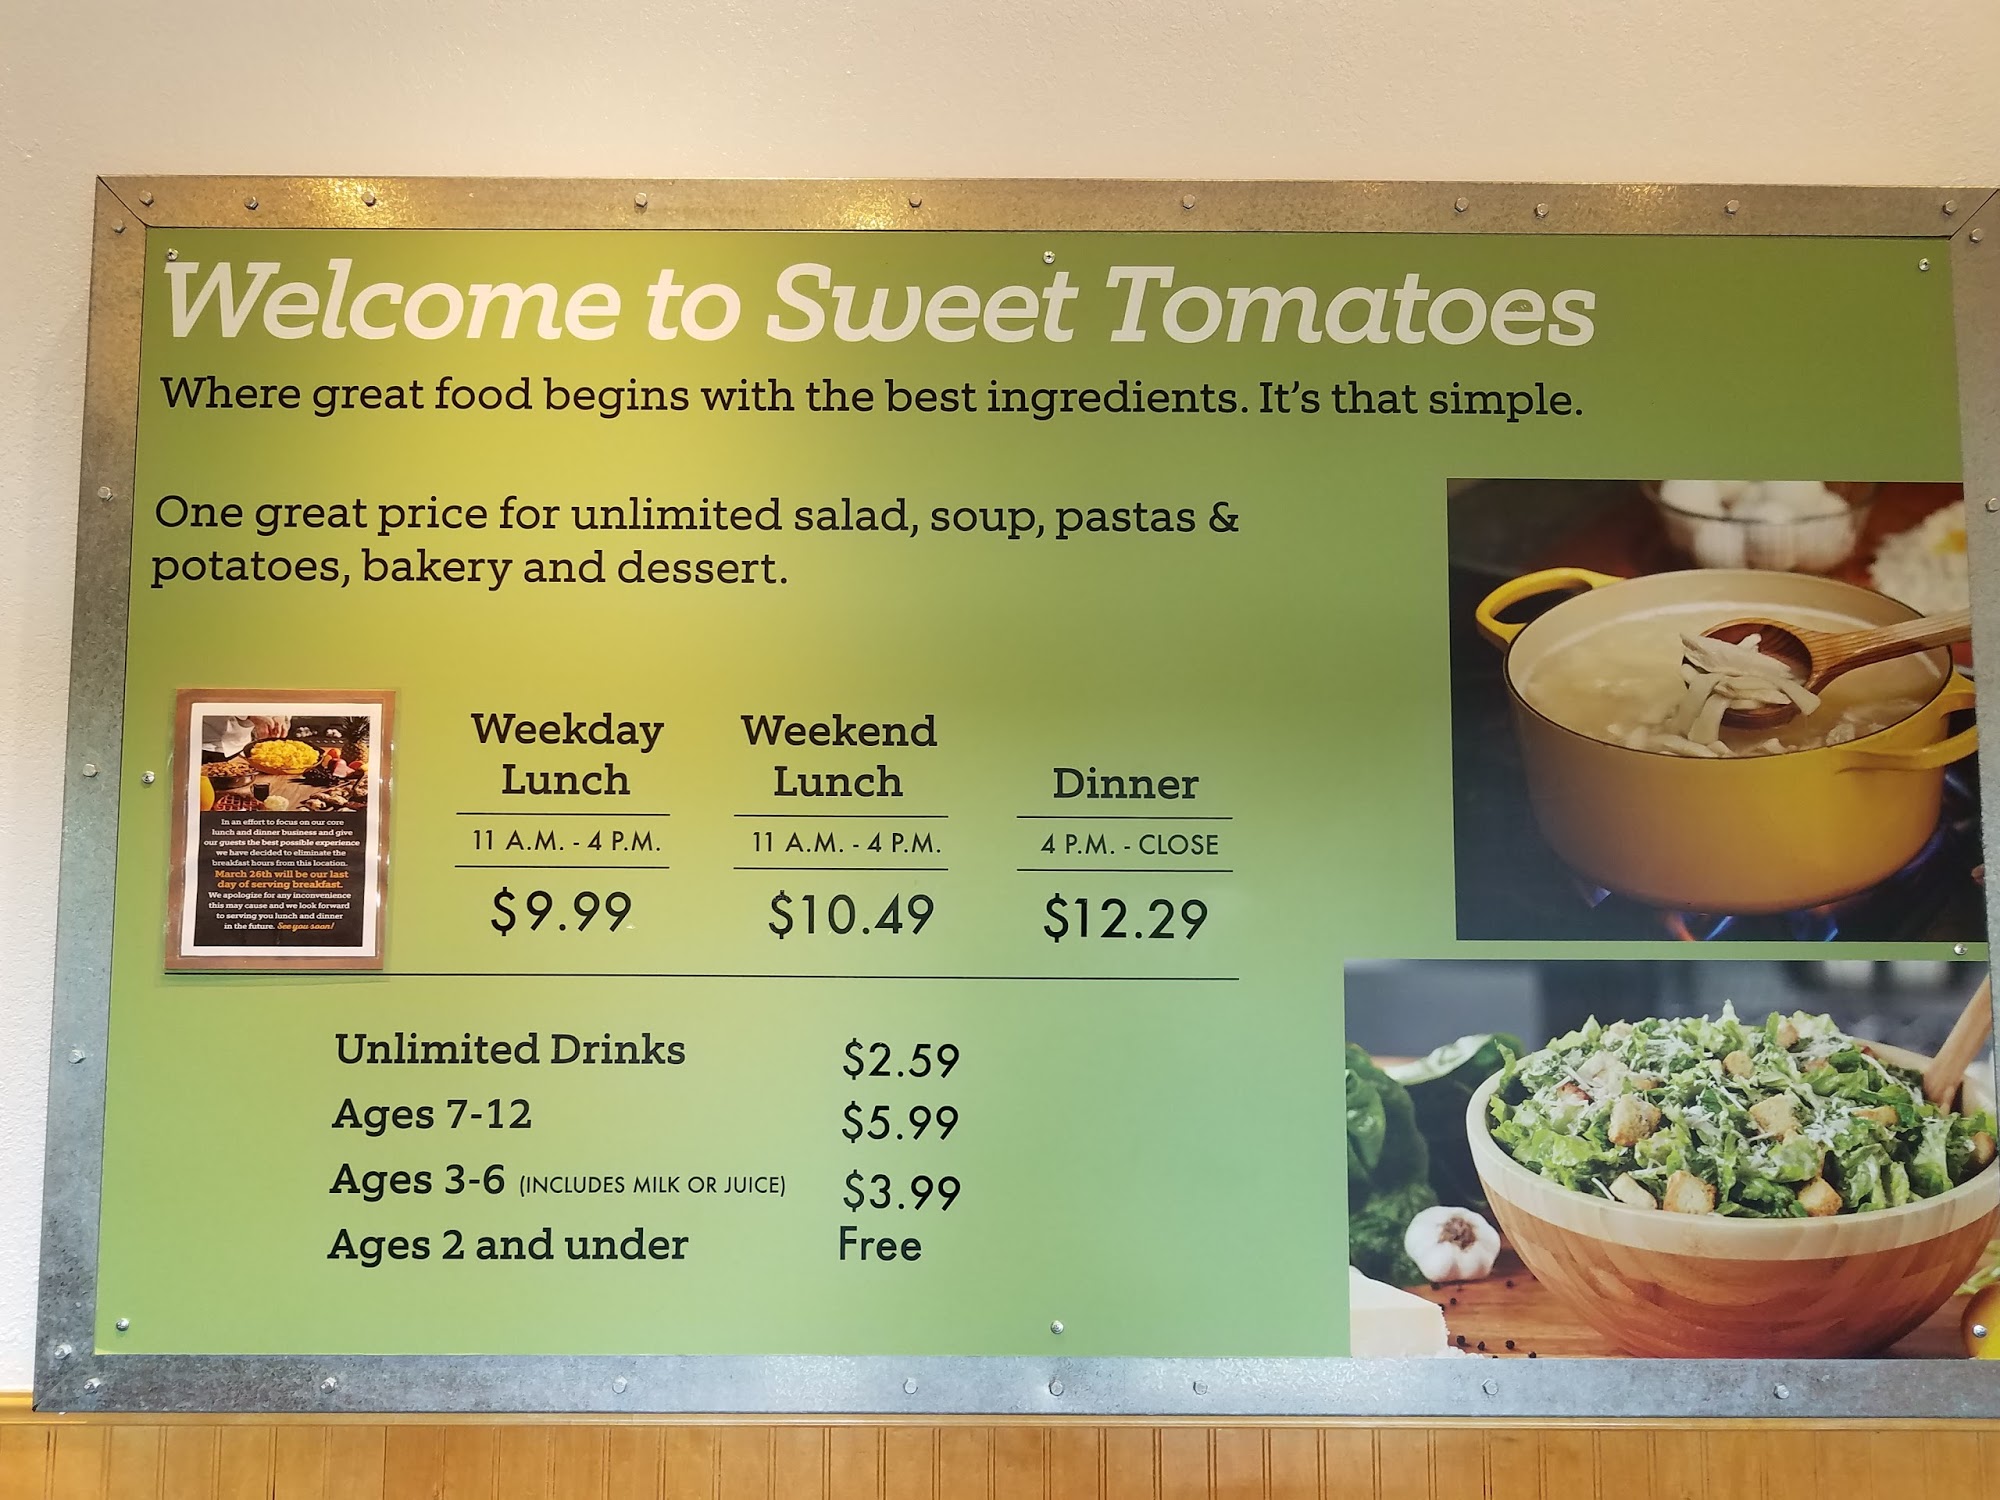 Welcome to Sweet Tomatoes
Where great food begins with the best ingredients. It's that simple.
One great price for unlimited salad, soup, pastas &
potatoes, bakery and dessert.
In an effort to focus on our core
lunch and dinner business and give
our guests the best possible experience
we have decided to eliminate the
breakfast hours from this location.
March 26th will be our last
day of serving breakfast.
We apologize for any inconvenience
this may cause and we look forward
to serving you lunch and dinner
in the future. See you soon!
Weekday
Lunch
11 A.M. - 4 P.M.
$9.99
Weekend
Lunch
11 A.M. - 4 P.M.
$10.49
Dinner
4 P.M. - CLOSE
$12.29
Unlimited Drinks $2.59
Ages 7-12 $5.99
Ages 3-6 (INCLUDES MILK OR JUICE) $3.99
Ages 2 and under Free